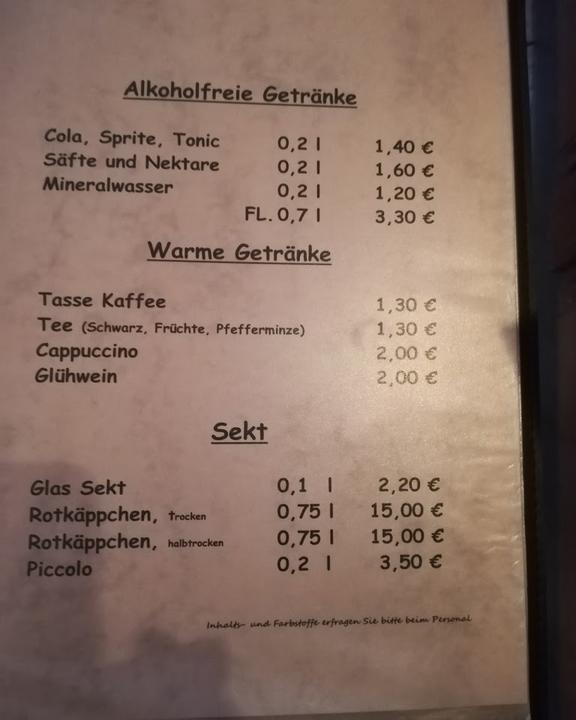 Alkoholfreie Getränke
Cola, Sprite, Tonic 0,2 l 1,40 €
Säfte und Nektare 0,2 l 1,60 €
Mineralwasser 0,2 l 1,20 €
FL. 0,7 l 3,30 €
Warme Getränke
Tasse Kaffee 1,30 €
Tee (Schwarz, Früchte, Pfefferminze) 1,30 €
Cappuccino 2,00 €
Glühwein 2,00 €
Sekt
Glas Sekt 0,1 l 2,20 €
Rotkäppchen, Trocken 0,75 l 15,00 €
Rotkäppchen, halbtrocken 0,75 l 15,00 €
Piccolo 0,2 l 3,50 €
Inhalts- und Farbstoffe erfragen Sie bitte beim Personal